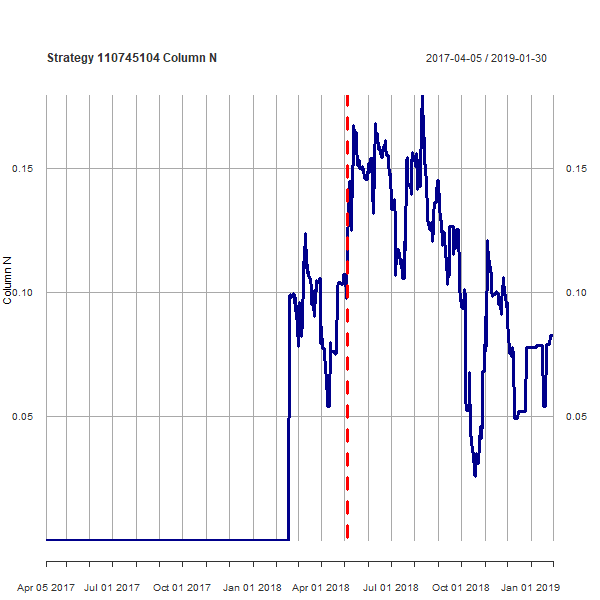 Strategy 110745104 Column N
2017-04-05 / 2019-01-30
Column N
0.15
0.15
0.10
0.10
0.05
0.05
Apr 05 2017
Jul 01 2017
Oct 01 2017
Jan 01 2018
Apr 01 2018
Jul 01 2018
Oct 01 2018
Jan 01 2019